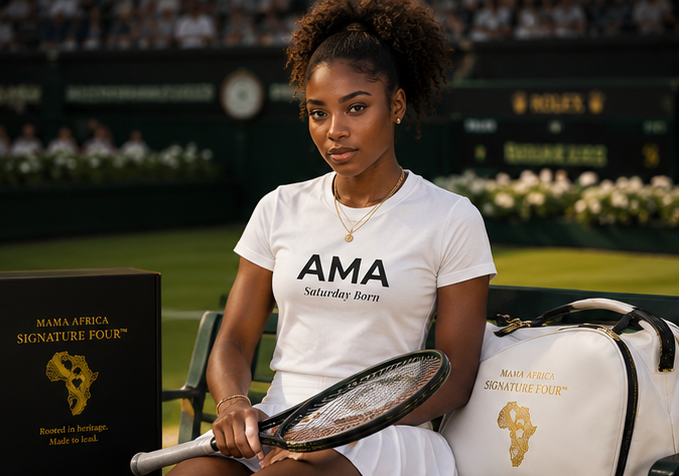 ROLEX
AMA
Saturday Born
MAMA AFRICA
SIGNATURE FOUR™
Rooted in heritage.
Made to lead.
MAMA AFRICA
SIGNATURE FOUR™